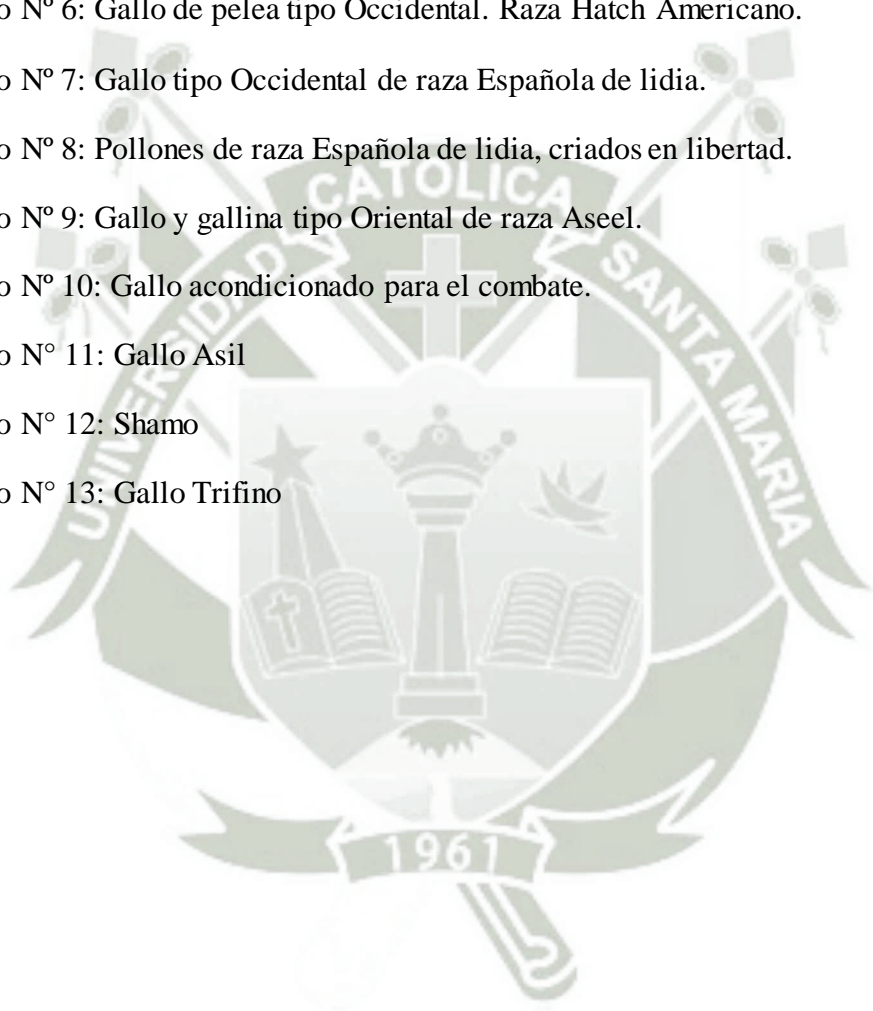 o Nº 6: Gallo de pelea tipo Occidental. Raza Hatch Americano.
o Nº 7: Gallo tipo Occidental de raza Española de lidia.
o Nº 8: Pollones de raza Española de lidia, criados en libertad.
o Nº 9: Gallo y gallina tipo Oriental de raza Aseel.
o Nº 10: Gallo acondicionado para el combate.
o N° 11: Gallo Asil
o N° 12: Shamo
o N° 13: Gallo Trifino
UNIVERSIDAD CATOLICA SANTA MARIA
1961